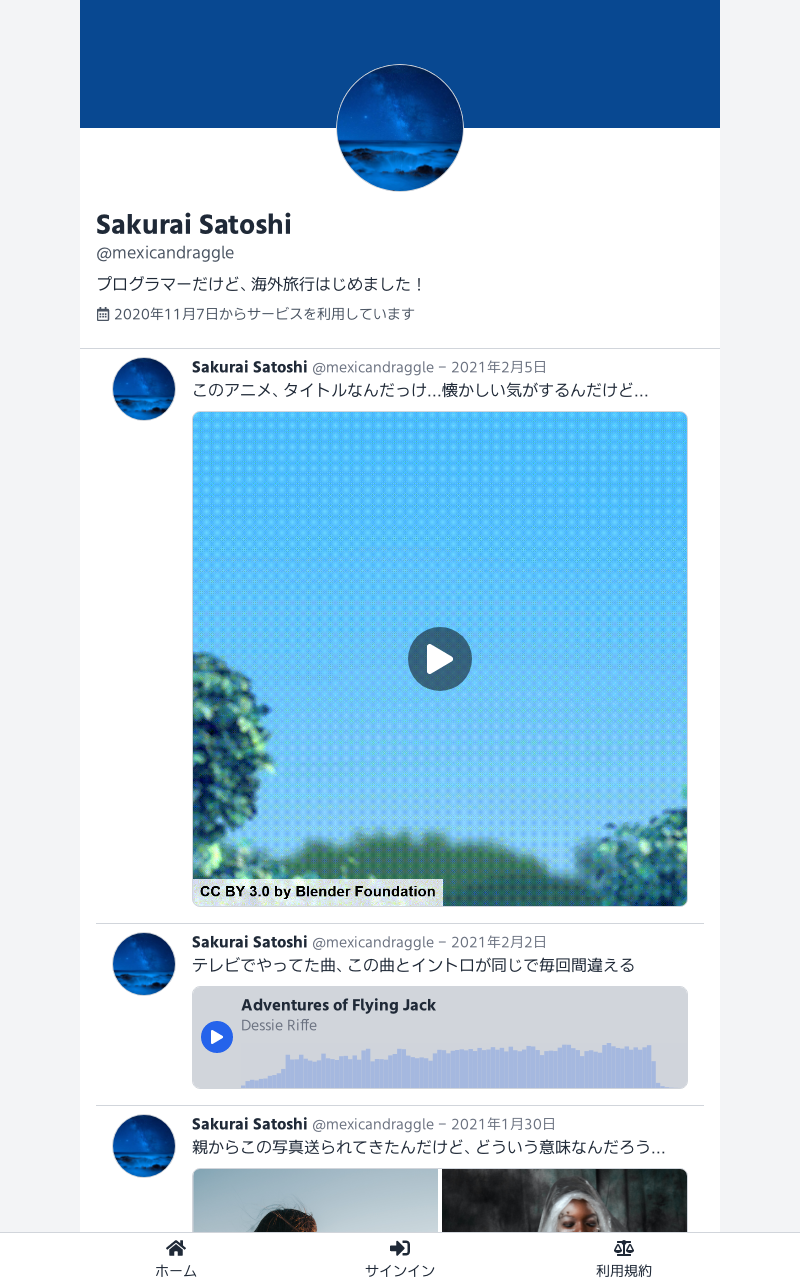 Sakurai Satoshi
@mexicandraggle
プログラマーだけど、海外旅行はじめました！
2020年11月7日からサービスを利用しています
Sakurai Satoshi @mexicandraggle – 2021年2月5日
このアニメ、タイトルなんだっけ…懐かしい気がするんだけど…
CC BY 3.0 by Blender Foundation
Sakurai Satoshi @mexicandraggle – 2021年2月2日
テレビでやってた曲、この曲とイントロが同じで毎回間違える
Adventures of Flying Jack
Dessie Riffe
Sakurai Satoshi @mexicandraggle – 2021年1月30日
親からこの写真送られてきたんだけど、どういう意味なんだろう…
ホーム
サインイン
利用規約